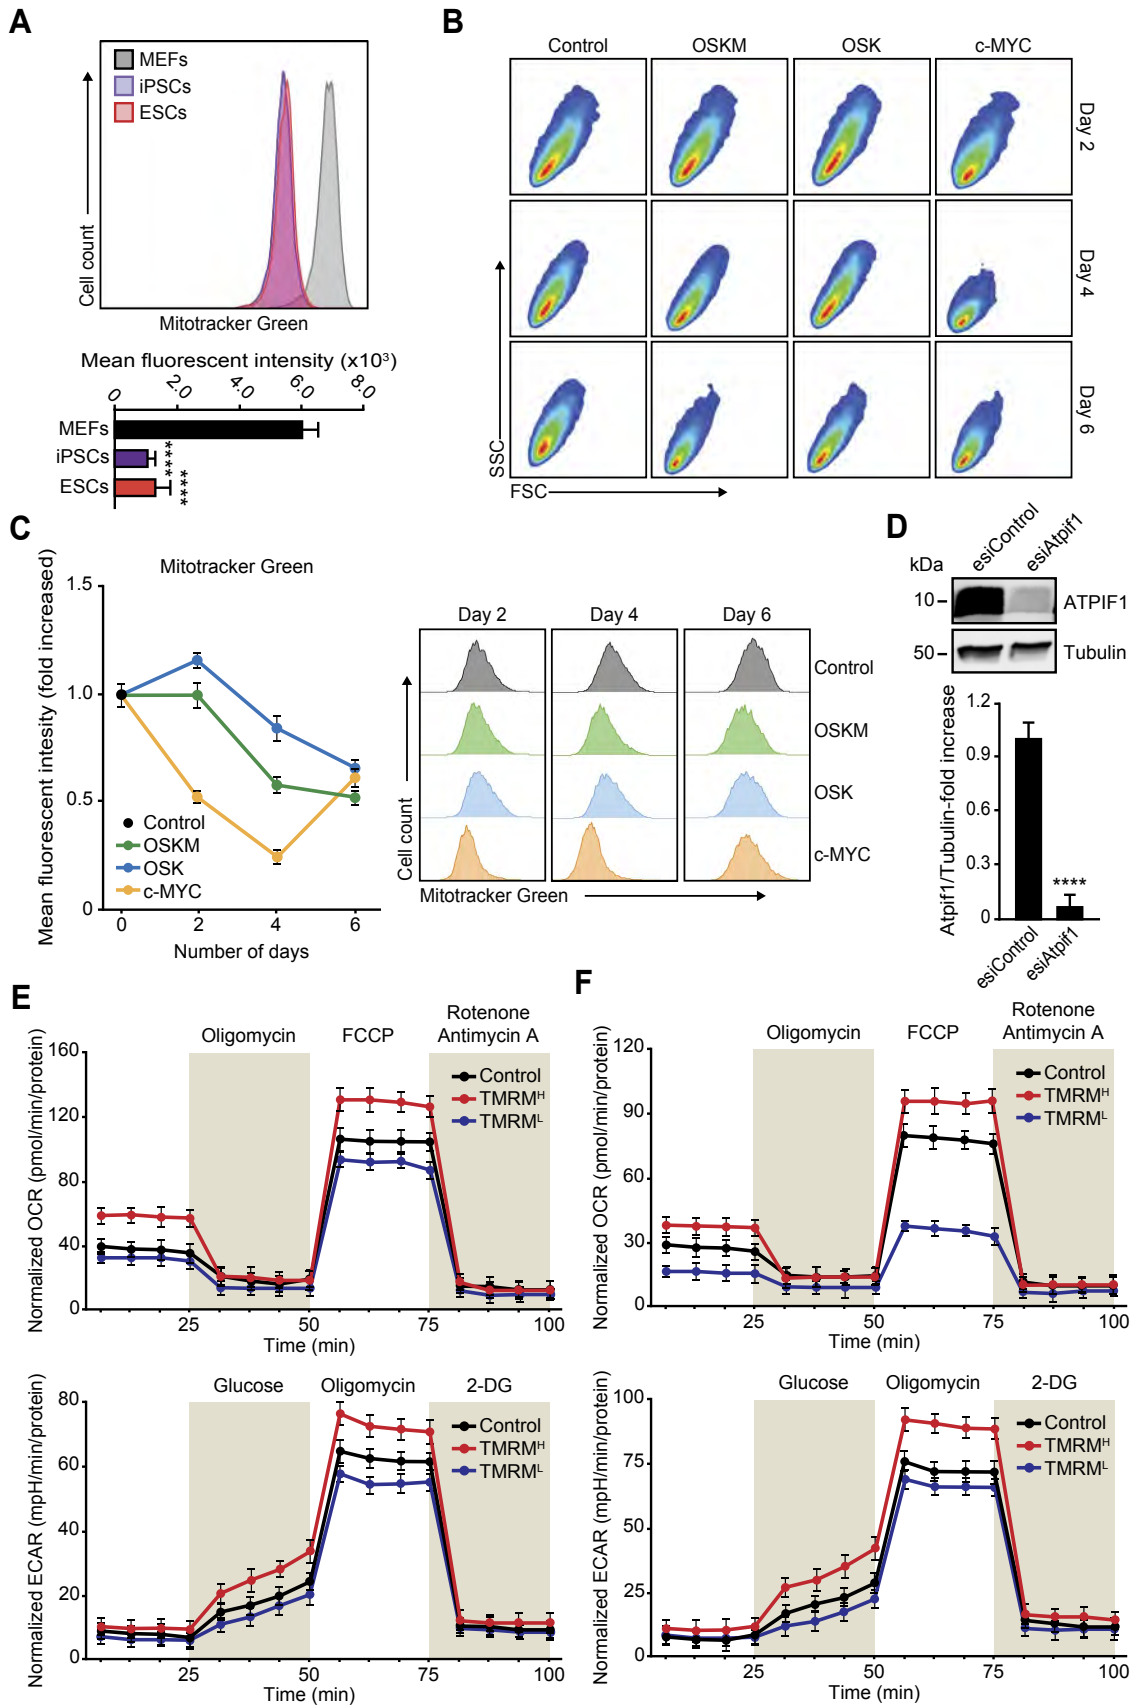 A
MEFs
iPSCs
ESCs
Cell count
Mitotracker Green
Mean fluorescent intensity (x10³)
0 2.0 4.0 6.0 8.0
MEFs
iPSCs ****
ESCs ****
B
Control OSKM OSK c-MYC
Day 2
Day 4
Day 6
SSC
FSC
C
Mitotracker Green
Mean fluorescent intesity (fold increased)
1.5
1.0
0.5
0
Control
OSKM
OSK
c-MYC
0 2 4 6
Number of days
Day 2 Day 4 Day 6
Control
OSKM
OSK
c-MYC
Cell count
Mitotracker Green
D
esiControl esiAtpif1
kDa
10 ATPIF1
50 Tubulin
Atpif1/Tubulin-fold increase
1.2
0.9
0.6
0.3
0
****
esiControl esiAtpif1
E
Oligomycin FCCP Rotenone
Antimycin A
Normalized OCR (pmol/min/protein)
160
120
80
40
0
Control
TMRMᴴ
TMRMᴸ
25 50 75 100
Time (min)
Glucose Oligomycin 2-DG
Normalized ECAR (mpH/min/protein)
80
60
40
20
0
Control
TMRMᴴ
TMRMᴸ
25 50 75 100
Time (min)
F
Oligomycin FCCP Rotenone
Antimycin A
Normalized OCR (pmol/min/protein)
120
90
60
30
0
Control
TMRMᴴ
TMRMᴸ
25 50 75 100
Time (min)
Glucose Oligomycin 2-DG
Normalized ECAR (mpH/min/protein)
100
75
50
25
0
Control
TMRMᴴ
TMRMᴸ
25 50 75 100
Time (min)